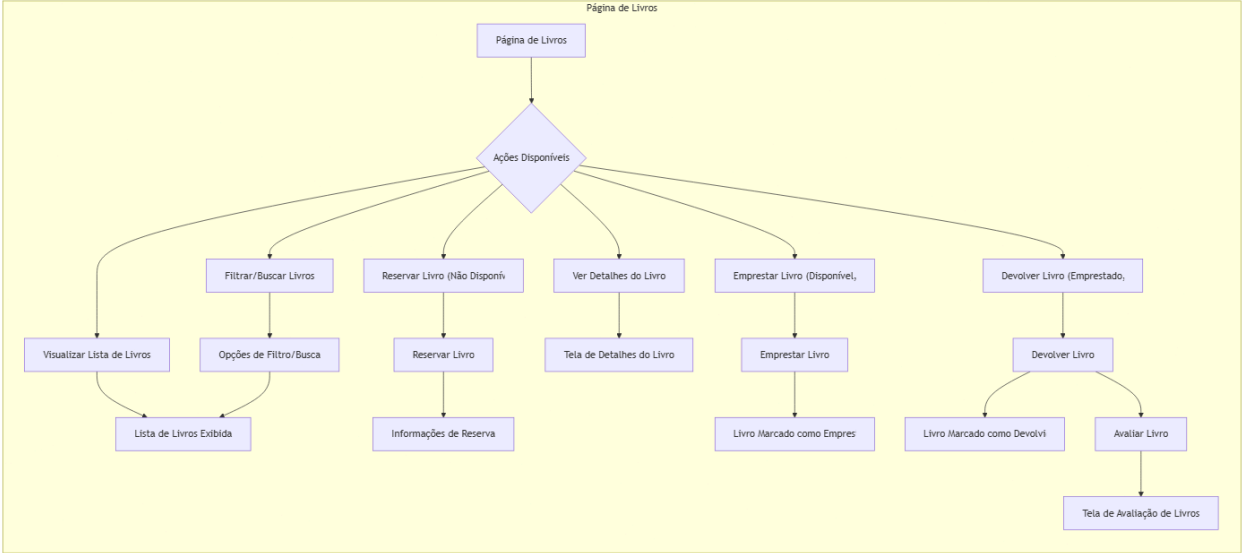 Página de Livros
Página de Livros
Ações Disponíveis
Filtrar/Buscar Livros
Reservar Livro (Não Disponív
Ver Detalhes do Livro
Emprestar Livro (Disponível,
Devolver Livro (Emprestado,
Visualizar Lista de Livros
Opções de Filtro/Busca
Reservar Livro
Tela de Detalhes do Livro
Emprestar Livro
Devolver Livro
Lista de Livros Exibida
Informações de Reserva
Livro Marcado como Empres
Livro Marcado como Devolvi
Avaliar Livro
Tela de Avaliação de Livros